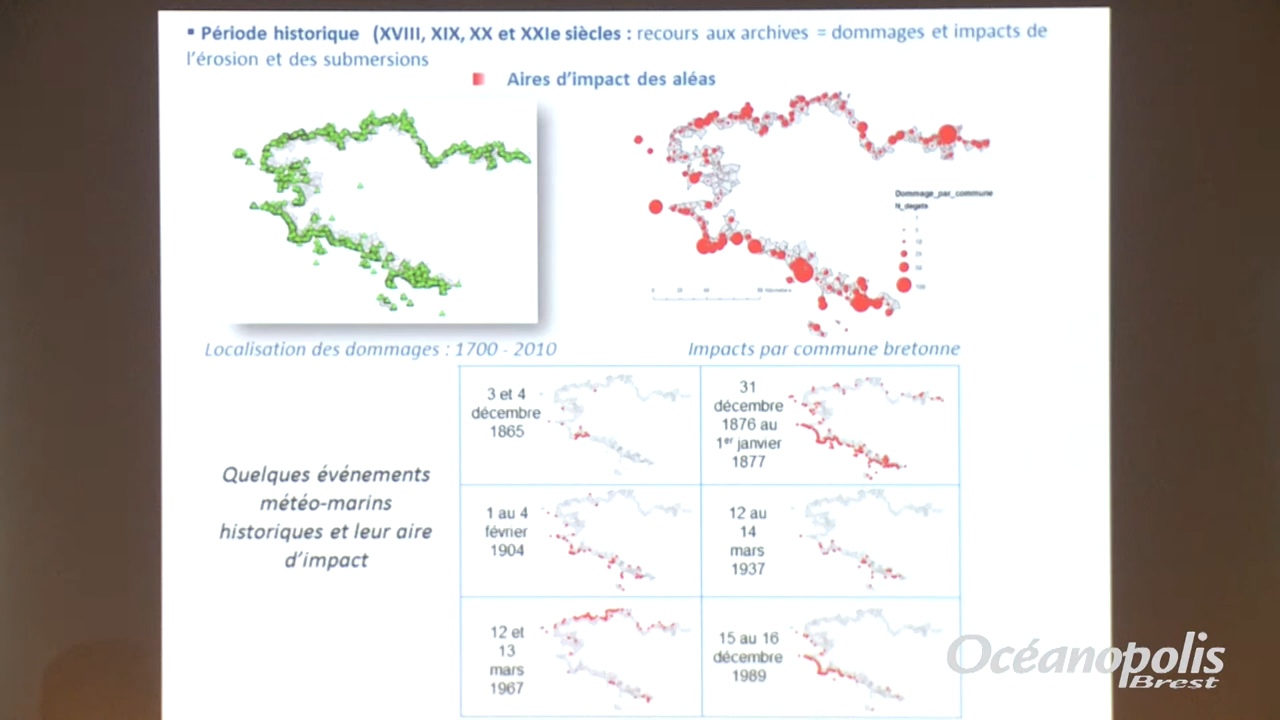 ▪ Période historique (XVIII, XIX, XX et XXIe siècles : recours aux archives = dommages et impacts de
l'érosion et des submersions
Aires d'impact des aléas
Dommage_par_commune
N_degats
Localisation des dommages : 1700 - 2010
Impacts par commune bretonne
Quelques événements
météo-marins
historiques et leur aire
d'impact
3 et 4
décembre
1865
31
décembre
1876 au
1er janvier
1877
1 au 4
février
1904
12 au
14
mars
1937
12 et
13
mars
1967
15 au 16
décembre
1989
Océanopolis
Brest